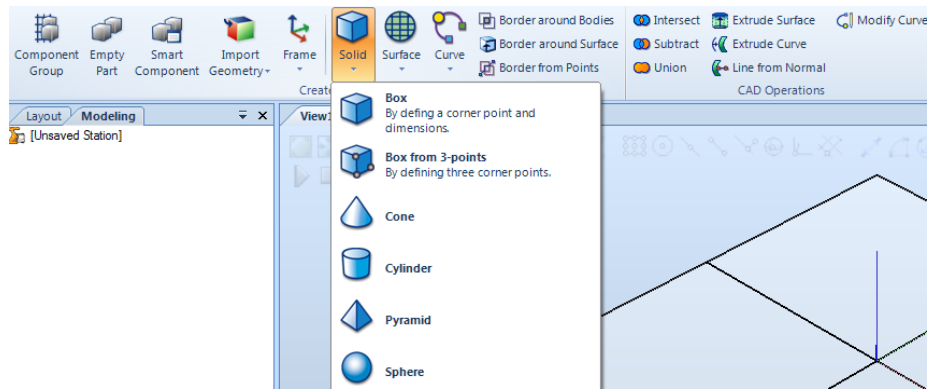 Component Group
Empty Part
Smart Component
Import Geometry
Frame
Solid
Surface
Curve
Border around Bodies
Border around Surface
Border from Points
Intersect
Subtract
Union
Extrude Surface
Extrude Curve
Line from Normal
Modify Curve
Creat
CAD Operations
Layout
Modeling
View1
[Unsaved Station]
Box
By defing a corner point and
dimensions.
Box from 3-points
By defining three corner points.
Cone
Cylinder
Pyramid
Sphere